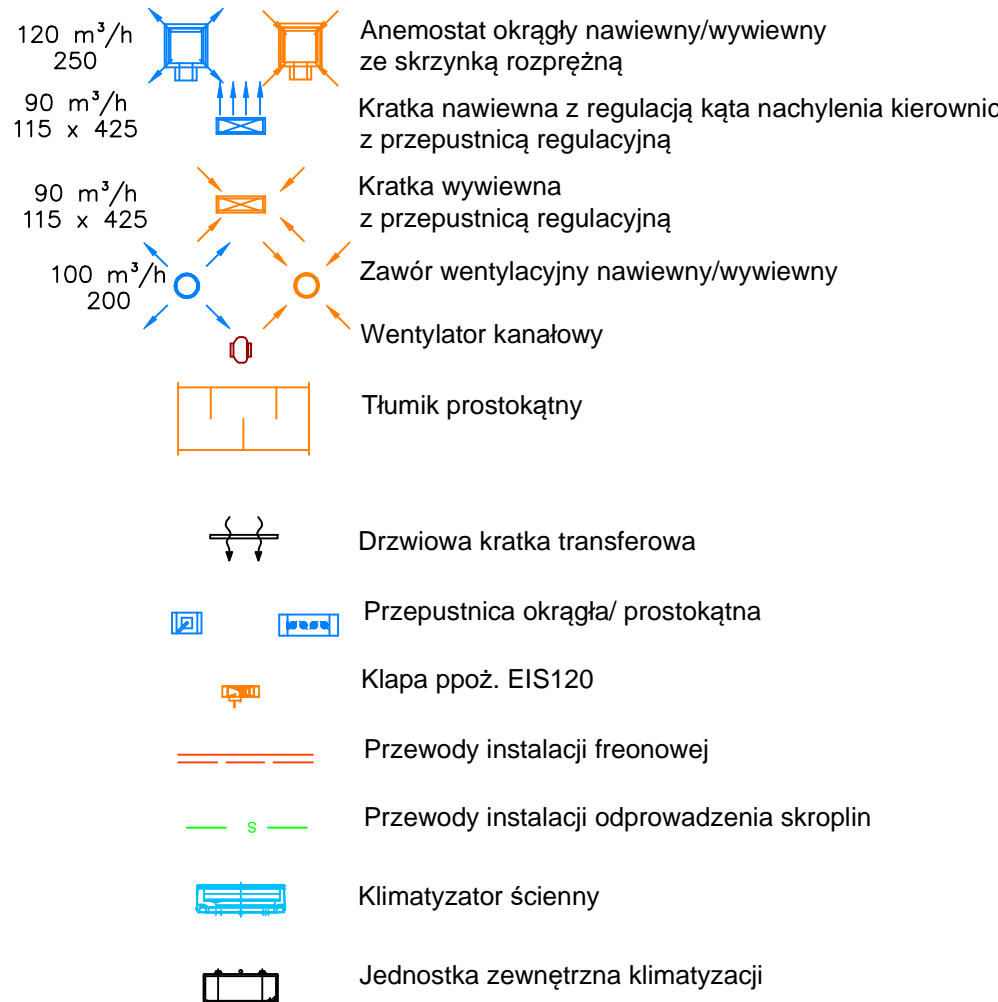 120 m³/h
250
Anemostat okrągły nawiewny/wywiewny
ze skrzynką rozprężną
90 m³/h
115 x 425
Kratka nawiewna z regulacją kąta nachylenia kierownic
z przepustnicą regulacyjną
90 m³/h
115 x 425
Kratka wywiewna
z przepustnicą regulacyjną
100 m³/h
200
Zawór wentylacyjny nawiewny/wywiewny
Wentylator kanałowy
Tłumik prostokątny
Drzwiowa kratka transferowa
Przepustnica okrągła/ prostokątna
Klapa ppoż. EIS120
Przewody instalacji freonowej
S
Przewody instalacji odprowadzenia skroplin
Klimatyzator ścienny
Jednostka zewnętrzna klimatyzacji